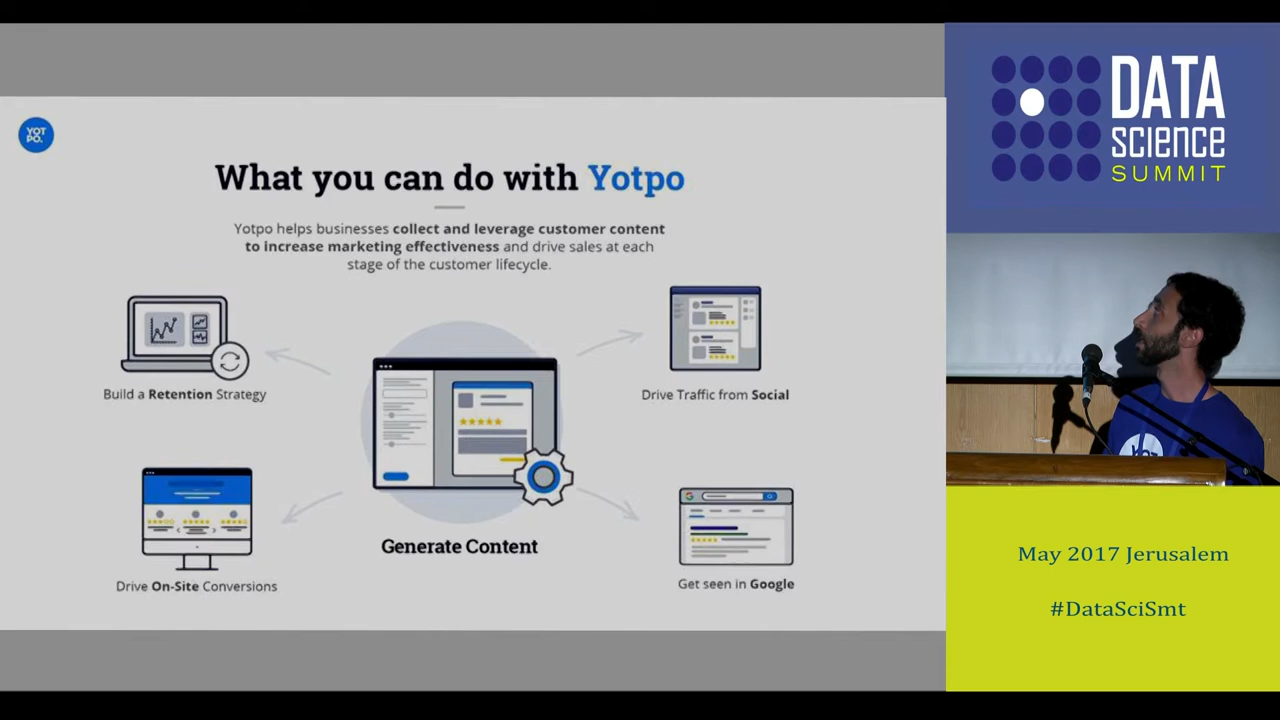 YOT
PO.
What you can do with Yotpo
Yotpo helps businesses collect and leverage customer content
to increase marketing effectiveness and drive sales at each
stage of the customer lifecycle.
Build a Retention Strategy
Drive Traffic from Social
Generate Content
Drive On-Site Conversions
Get seen in Google
DATA
SCIENCE
SUMMIT
May 2017 Jerusalem
#DataSciSmt